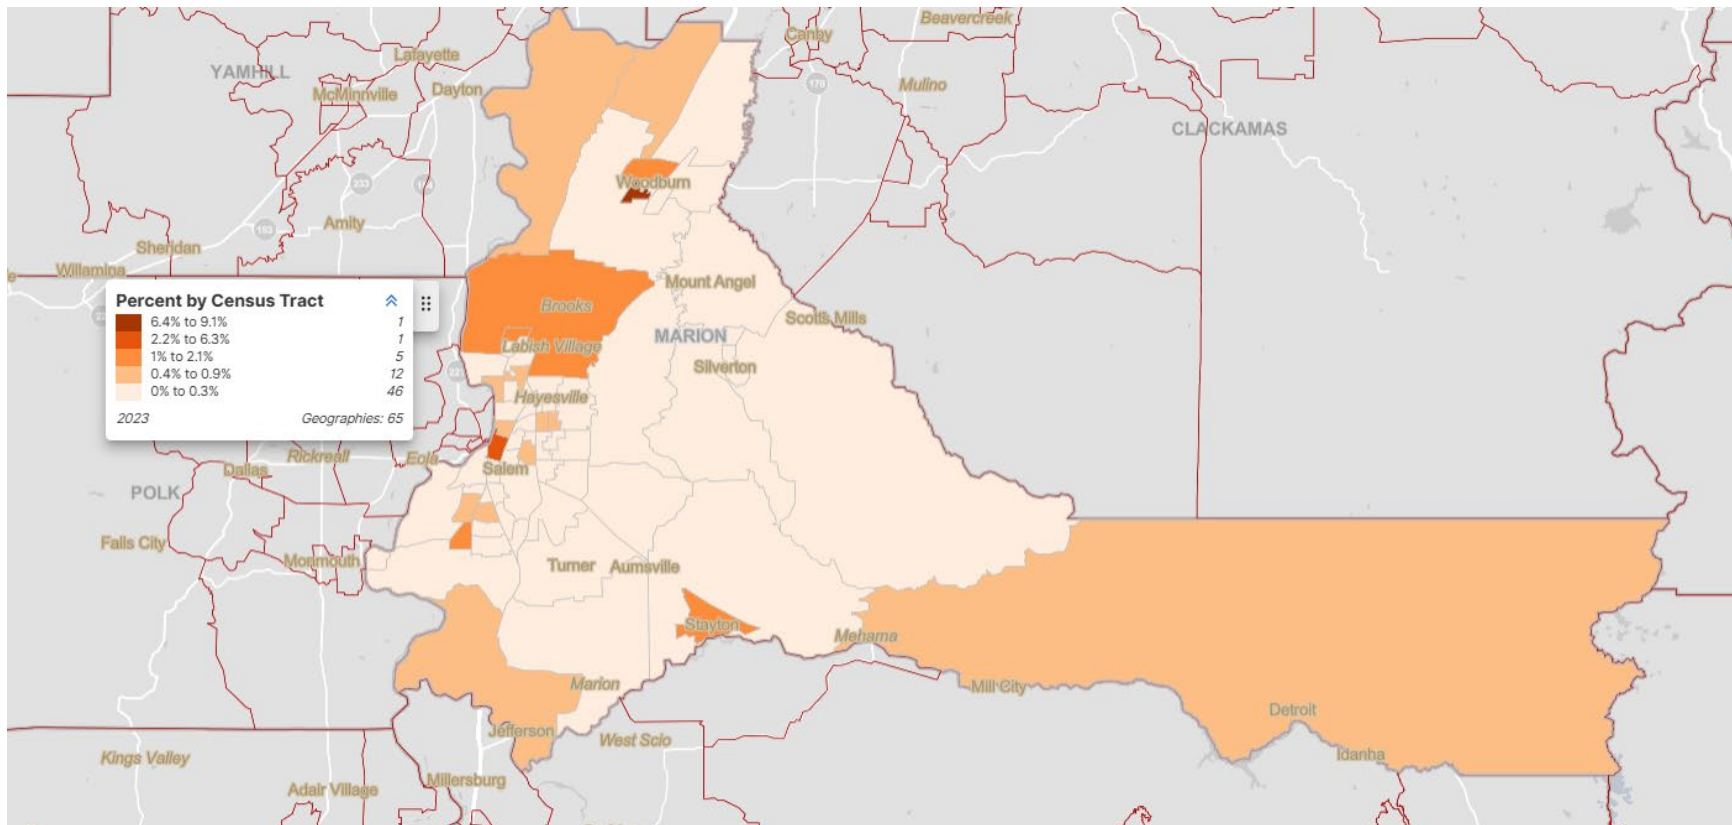 Beavercreek
Canby
Lafayette
YAMHILL
McMinnville
Dayton
170
Mulino
CLACKAMAS
Woodburn
233
Amity
153
Sheridan
Willamina
Mount Angel
Percent by Census Tract
6.4% to 9.1% 1
2.2% to 6.3% 1
1% to 2.1% 5
0.4% to 0.9% 12
0% to 0.3% 46
2023 Geographies: 65
Brooks
Scotts Mills
MARION
Labish Village
Silverton
221
Hayesville
Rickreall
Eola
Dallas
Salem
POLK
Falls City
Monmouth
Turner
Aumsville
Stayton
Mehama
Marion
Mill City
Detroit
Jefferson
West Scio
Kings Valley
Idanha
Millersburg
Adair Village